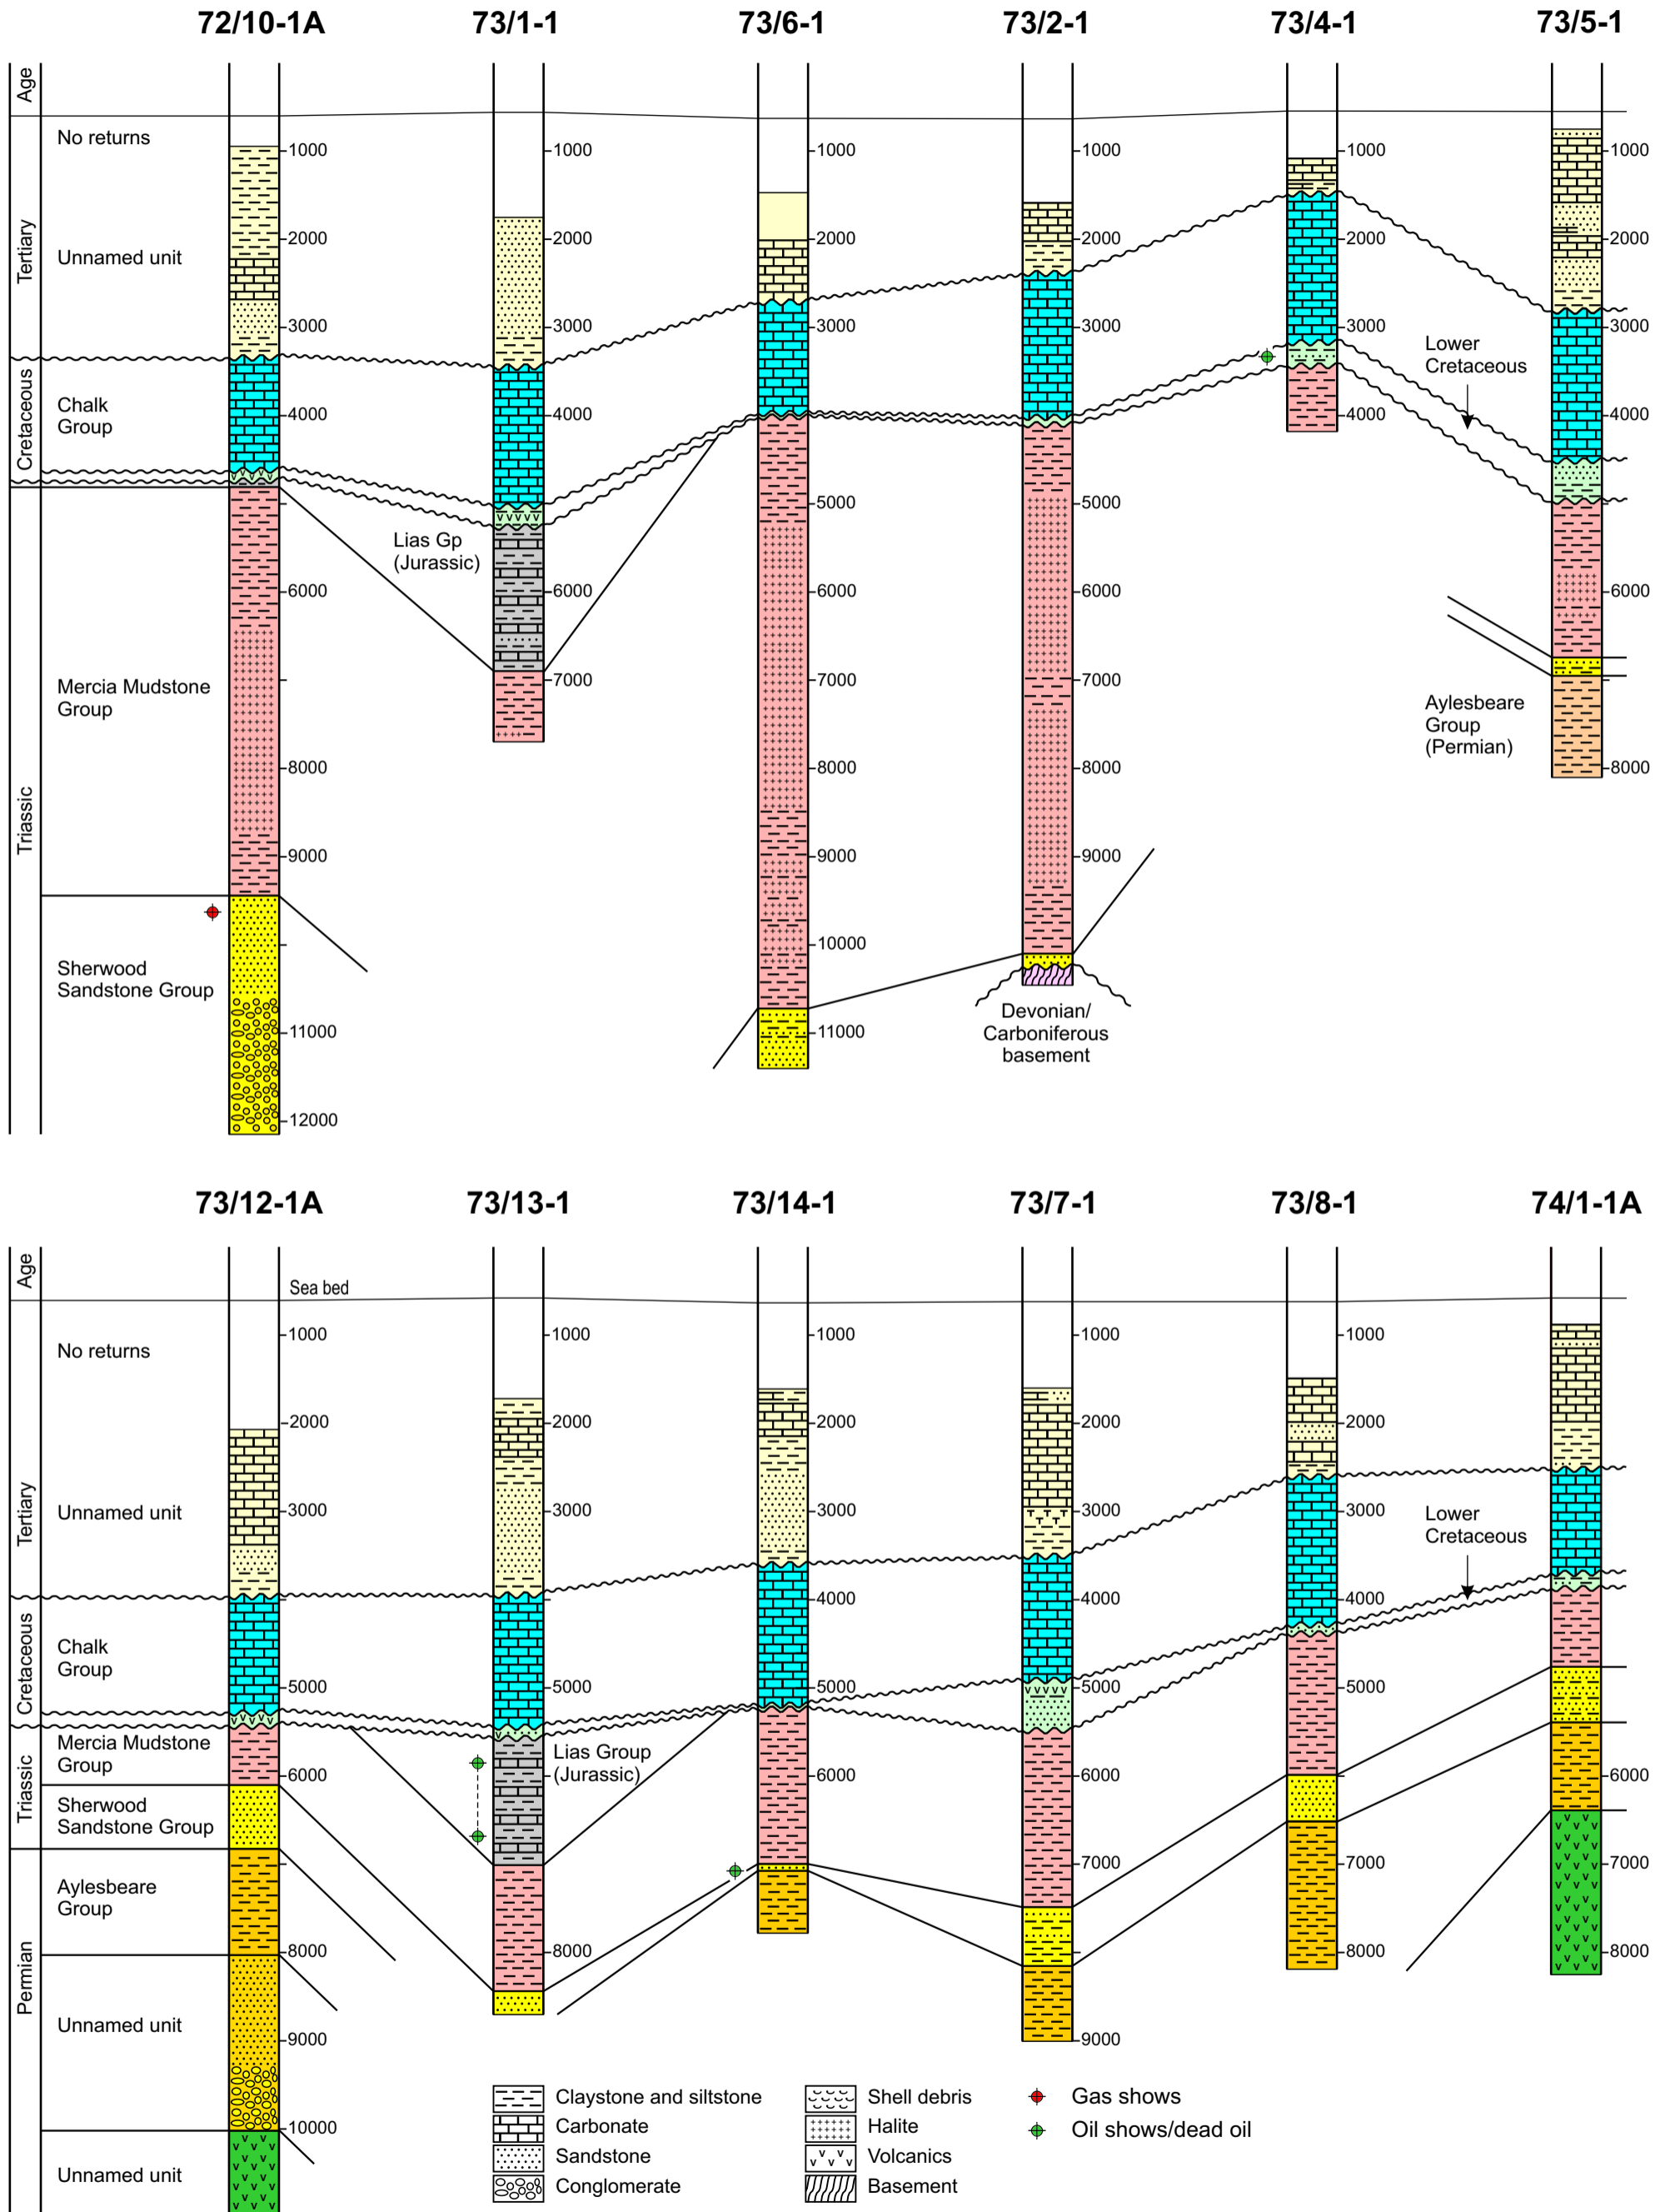 72/10-1A 73/1-1 73/6-1 73/2-1 73/4-1 73/5-1
Age
No returns
1000 1000 1000 1000 1000 1000
Tertiary
Unnamed unit
2000 2000 2000 2000 2000 2000
3000 3000 3000 3000 3000 3000
Lower
Cretaceous
Cretaceous
Chalk
Group
4000 4000 4000 4000 4000 4000
5000 5000 5000
Lias Gp
(Jurassic)
6000 6000 6000 6000 6000
Mercia Mudstone
Group
7000 7000 7000
Aylesbeare
Group
(Permian)
8000 8000 8000 8000
Triassic
9000 9000 9000
Sherwood
Sandstone Group
10000
11000 11000
Devonian/
Carboniferous
basement
12000
73/12-1A 73/13-1 73/14-1 73/7-1 73/8-1 74/1-1A
Age
Sea bed
No returns
1000 1000 1000 1000 1000
2000 2000 2000 2000 2000
Tertiary
Unnamed unit
3000 3000 3000 3000 3000
Lower
Cretaceous
4000 4000 4000
Cretaceous
Chalk
Group
5000 5000 5000 5000 5000
Triassic
Mercia Mudstone
Group
Lias Group
(Jurassic)
6000 6000 6000 6000
Sherwood
Sandstone Group
7000 7000 7000
Aylesbeare
Group
8000 8000 8000 8000
Permian
Unnamed unit
9000 9000
10000
Unnamed unit
Claystone and siltstone
Carbonate
Sandstone
Conglomerate
Shell debris
Halite
Volcanics
Basement
Gas shows
Oil shows/dead oil